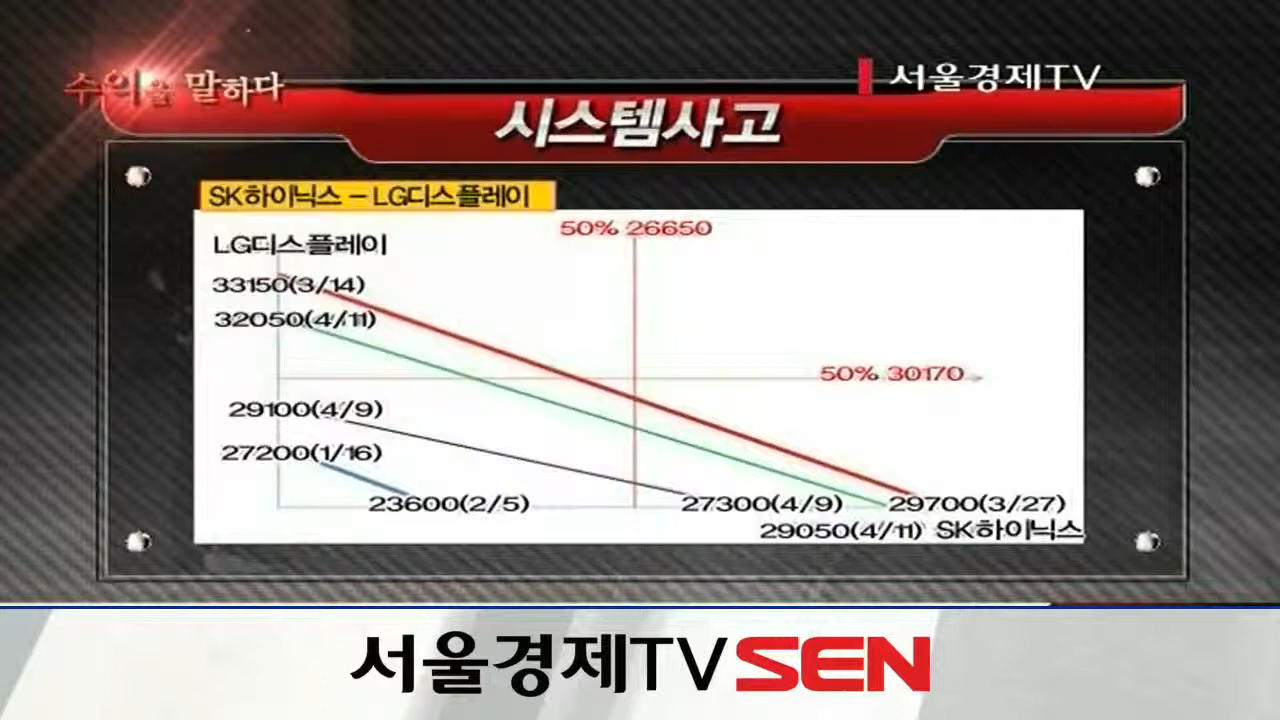 수익을 말하다
서울경제TV
시스템사고
SK하이닉스 - LG디스플레이
50% 26650
LG디스플레이
33150(3/14)
32050(4/11)
50% 30170
29100(4/9)
27200(1/16)
23600(2/5)
27300(4/9)
29700(3/27)
29050(4/11) SK하이닉스
서울경제TV SEN